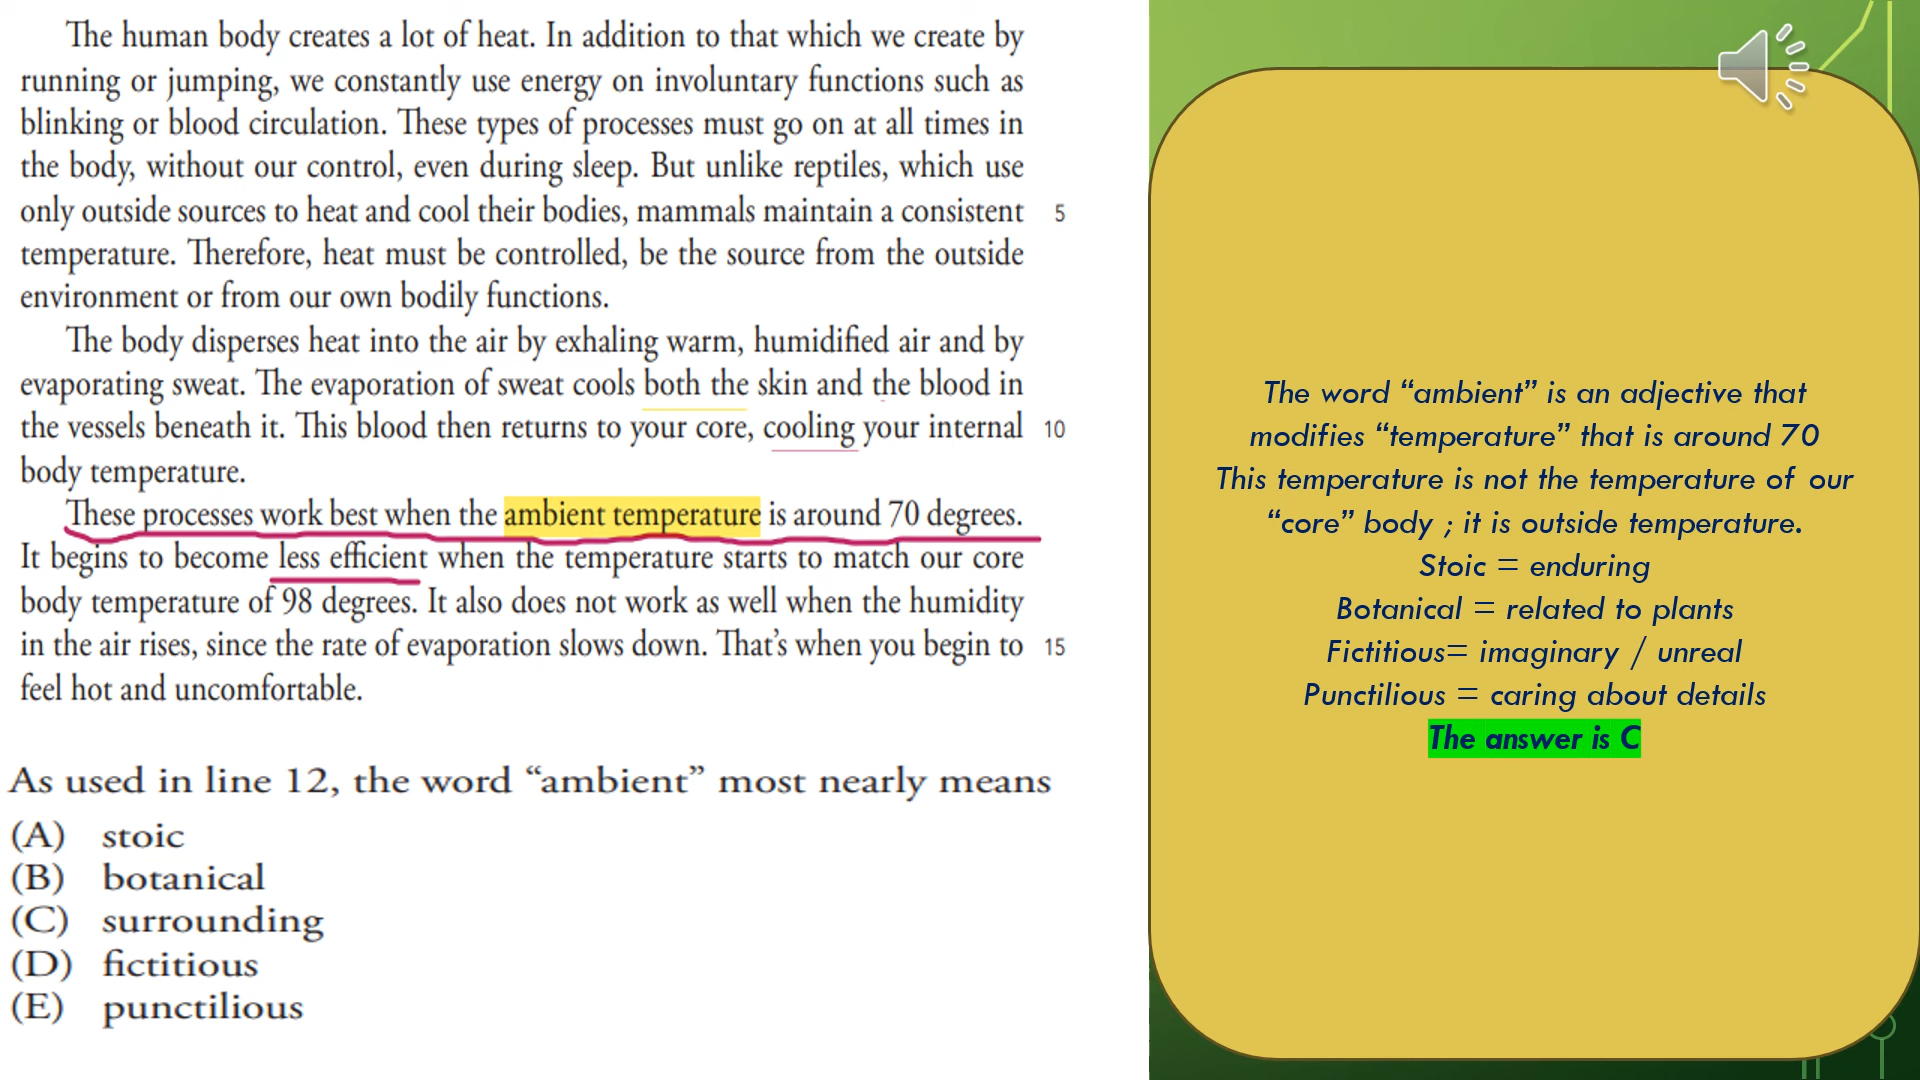 The human body creates a lot of heat. In addition to that which we create by
running or jumping, we constantly use energy on involuntary functions such as
blinking or blood circulation. These types of processes must go on at all times in
the body, without our control, even during sleep. But unlike reptiles, which use
only outside sources to heat and cool their bodies, mammals maintain a consistent 5
temperature. Therefore, heat must be controlled, be the source from the outside
environment or from our own bodily functions.
The body disperses heat into the air by exhaling warm, humidified air and by
evaporating sweat. The evaporation of sweat cools both the skin and the blood in
the vessels beneath it. This blood then returns to your core, cooling your internal 10
body temperature.
These processes work best when the ambient temperature is around 70 degrees.
It begins to become less efficient when the temperature starts to match our core
body temperature of 98 degrees. It also does not work as well when the humidity
in the air rises, since the rate of evaporation slows down. That's when you begin to 15
feel hot and uncomfortable.
As used in line 12, the word “ambient” most nearly means
(A) stoic
(B) botanical
(C) surrounding
(D) fictitious
(E) punctilious
The word “ambient” is an adjective that
modifies “temperature” that is around 70
This temperature is not the temperature of our
“core” body ; it is outside temperature.
Stoic = enduring
Botanical = related to plants
Fictitious= imaginary / unreal
Punctilious = caring about details
The answer is C